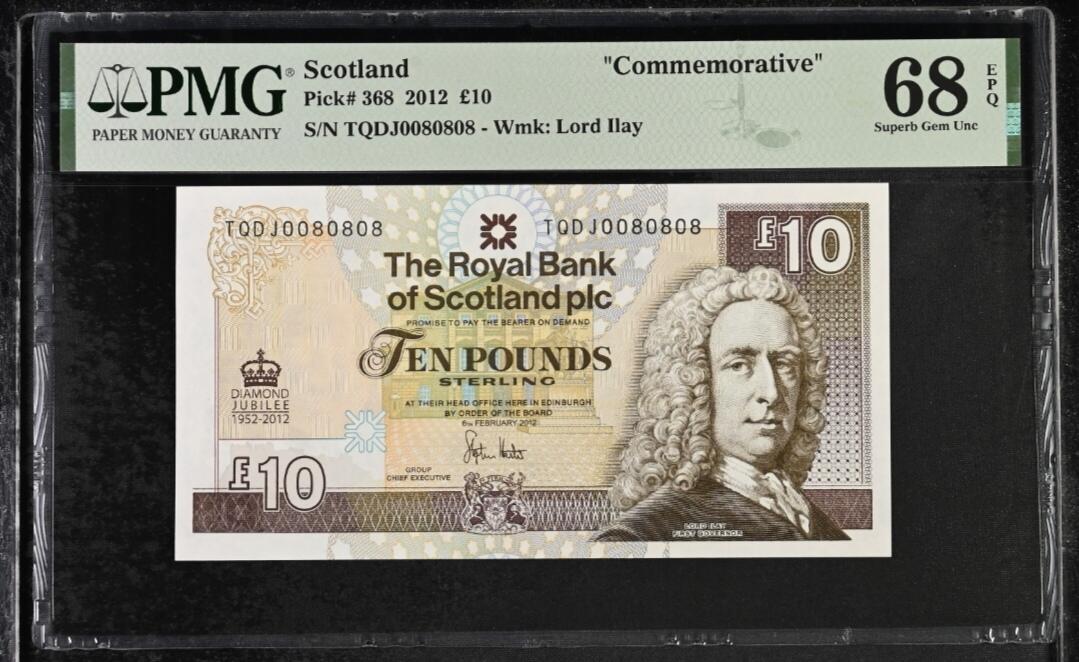 PMG®
PAPER MONEY GUARANTY
Scotland
"Commemorative"
Pick# 368 2012 £10
S/N TQDJ0080808 - Wmk: Lord Ilay
68
EPQ
Superb Gem Unc
TQDJ0080808
TQDJ0080808
£10
The Royal Bank
of Scotland plc
PROMISE TO PAY THE BEARER ON DEMAND
TEN POUNDS
STERLING
AT THEIR HEAD OFFICE HERE IN EDINBURGH
BY ORDER OF THE BOARD
6TH FEBRUARY 2012
DIAMOND
JUBILEE
1952-2012
£10
GROUP
CHIEF EXECUTIVE
LORD ILAY
FIRST GOVERNOR